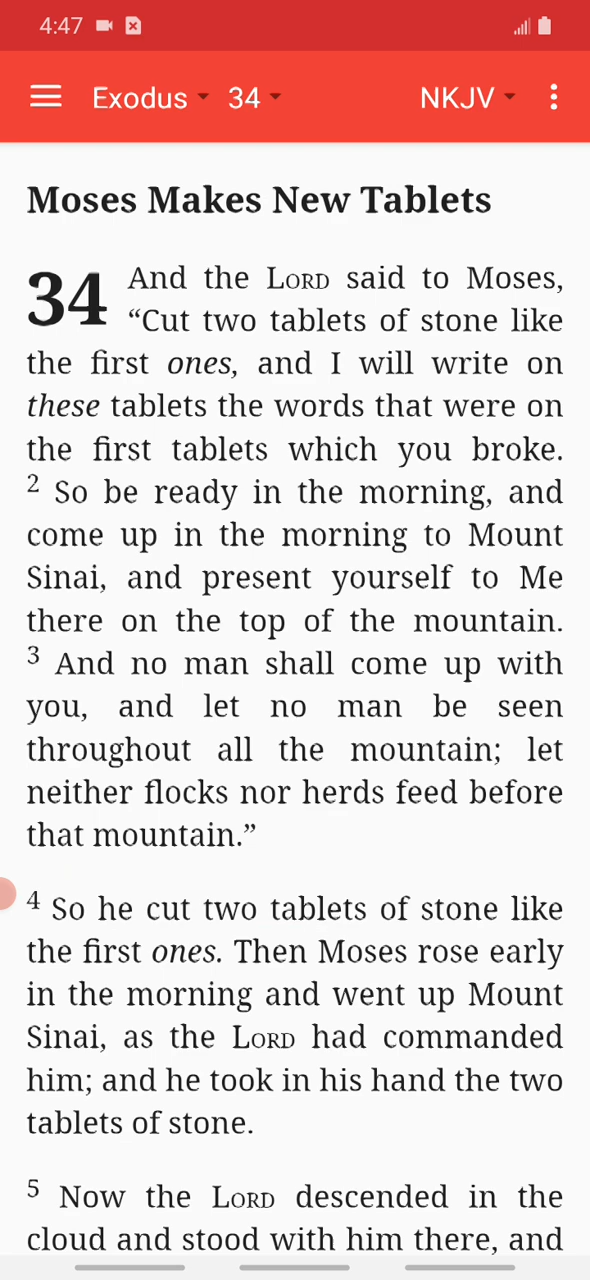 4:47
Exodus 34 NKJV
Moses Makes New Tablets
34 And the LORD said to Moses,
“Cut two tablets of stone like
the first ones, and I will write on
these tablets the words that were on
the first tablets which you broke.
2 So be ready in the morning, and
come up in the morning to Mount
Sinai, and present yourself to Me
there on the top of the mountain.
3 And no man shall come up with
you, and let no man be seen
throughout all the mountain; let
neither flocks nor herds feed before
that mountain.”
4 So he cut two tablets of stone like
the first ones. Then Moses rose early
in the morning and went up Mount
Sinai, as the LORD had commanded
him; and he took in his hand the two
tablets of stone.
5 Now the LORD descended in the
cloud and stood with him there, and